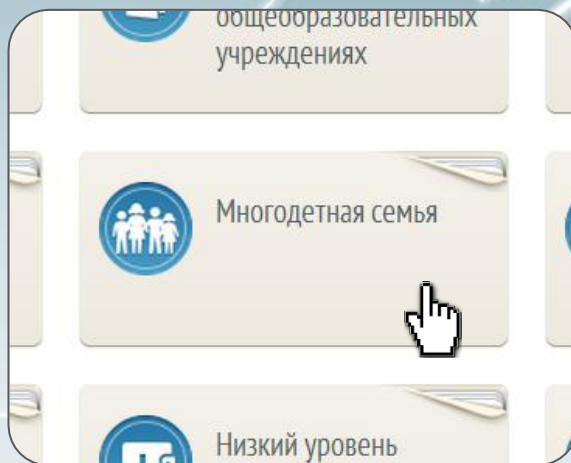 общеобразовательных
учреждениях
Многодетная семья
Низкий уровень